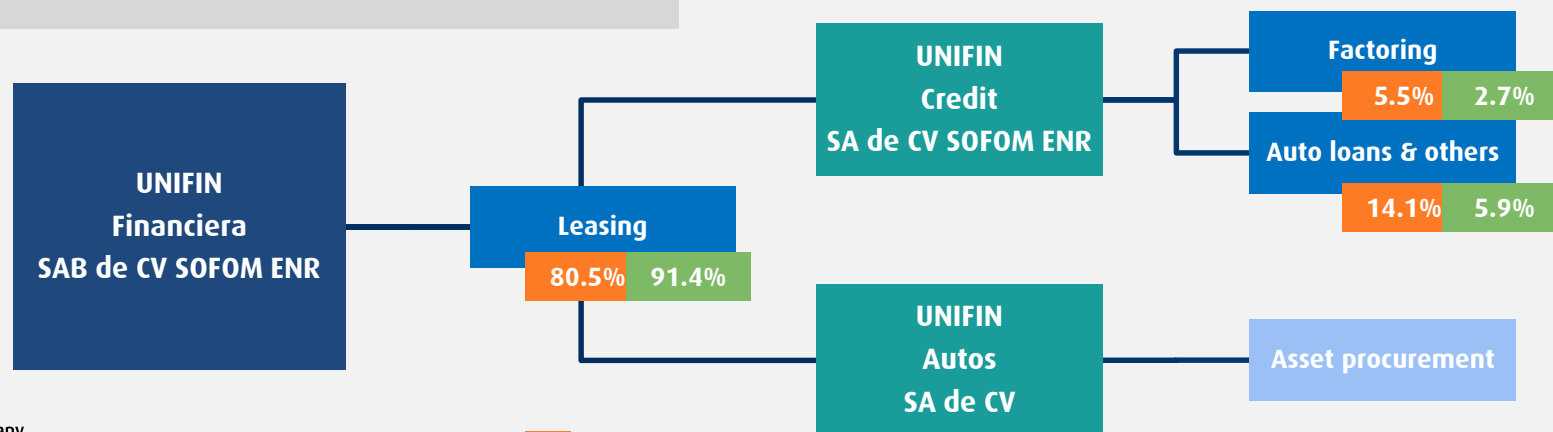 UNIFIN
Financiera
SAB de CV SOFOM ENR
Leasing
80.5% 91.4%
UNIFIN
Credit
SA de CV SOFOM ENR
Factoring
5.5% 2.7%
Auto loans & others
14.1% 5.9%
UNIFIN
Autos
SA de CV
Asset procurement